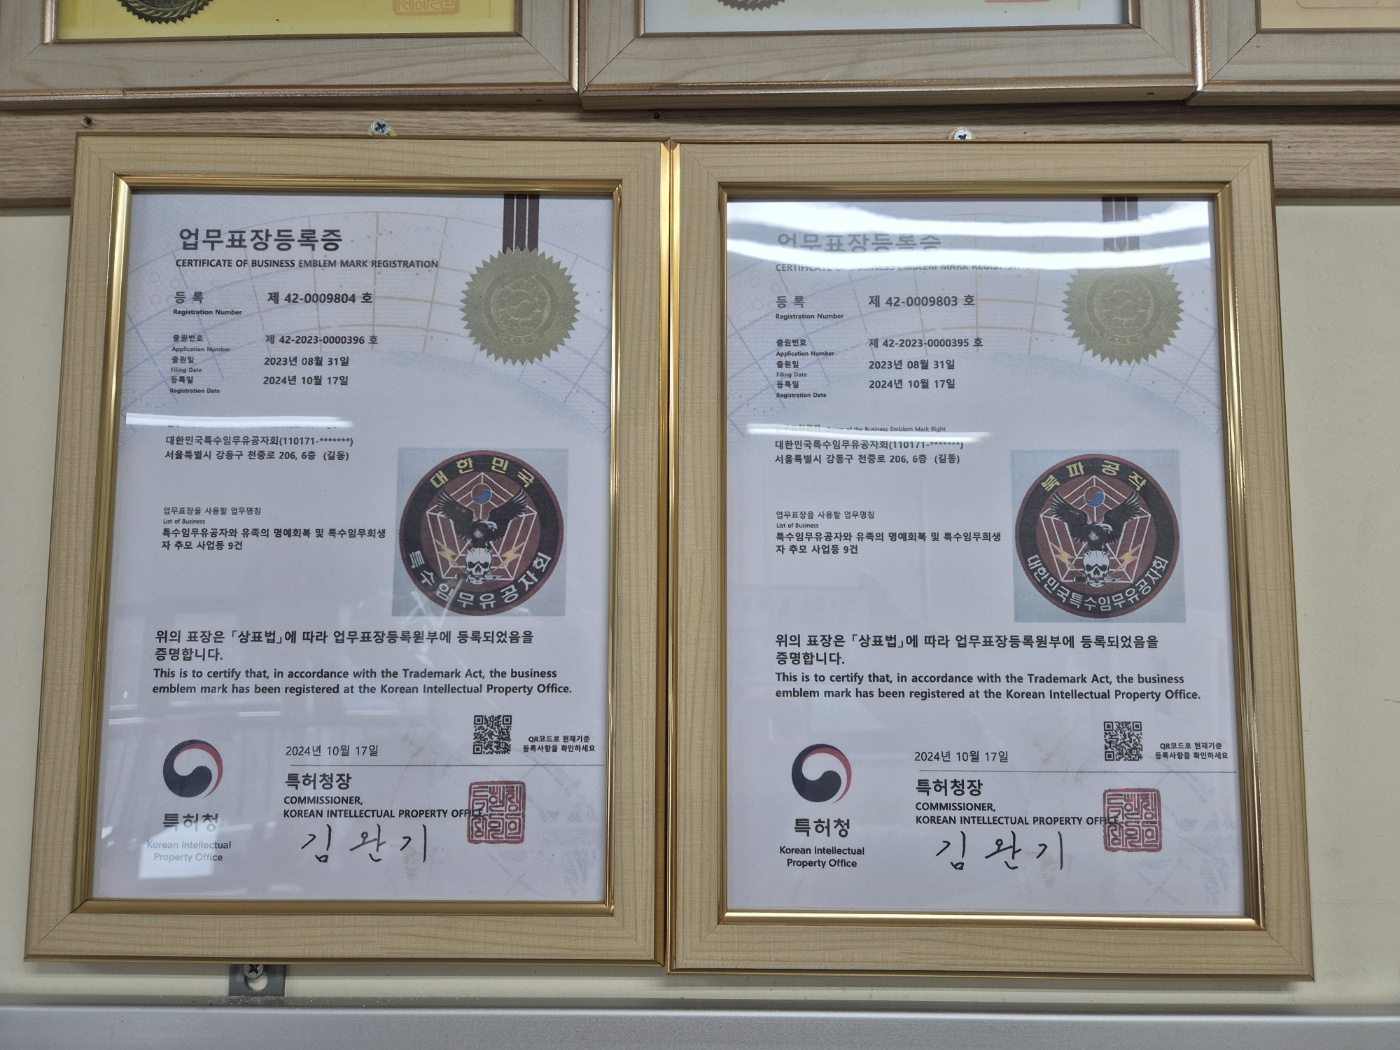 업무표장등록증
CERTIFICATE OF BUSINESS EMBLEM MARK REGISTRATION
등 록 제 42-0009804 호
Registration Number
출원번호 제 42-2023-0000396 호
Application Number
출원일 2023년 08월 31일
Filing Date
등록일 2024년 10월 17일
Registration Date
대한민국특수임무유공자회(110171-*******)
서울특별시 강동구 천중로 206, 6층 (길동)
대한민국
특수임무유공자회
업무표장을 사용할 업무명칭
List of Business
특수임무유공자와 유족의 명예회복 및 특수임무희생
자 추모 사업등 9건
위의 표장은 「상표법」에 따라 업무표장등록원부에 등록되었음을
증명합니다.
This is to certify that, in accordance with the Trademark Act, the business
emblem mark has been registered at the Korean Intellectual Property Office.
QR코드로 현재기준
등록사항을 확인하세요
2024년 10월 17일
특허청장
COMMISSIONER,
KOREAN INTELLECTUAL PROPERTY OFFICE
김완기
특허청
Korean Intellectual
Property Office
업무표장등록증
CERTIFICATE OF BUSINESS EMBLEM MARK
등 록 제 42-0009803 호
Registration Number
출원번호 제 42-2023-0000395 호
Application Number
출원일 2023년 08월 31일
Filing Date
등록일 2024년 10월 17일
Registration Date
of the Business Emblem Mark Right
대한민국특수임무유공자회(110171-*******)
서울특별시 강동구 천중로 206, 6층 (길동)
북파공작
대한민국특수임무유공자회
업무표장을 사용할 업무명칭
List of Business
특수임무유공자와 유족의 명예회복 및 특수임무희생
자 추모 사업등 9건
위의 표장은 「상표법」에 따라 업무표장등록원부에 등록되었음을
증명합니다.
This is to certify that, in accordance with the Trademark Act, the business
emblem mark has been registered at the Korean Intellectual Property Office.
QR코드로 현재기준
등록사항을 확인하세요
2024년 10월 17일
특허청장
COMMISSIONER,
KOREAN INTELLECTUAL PROPERTY OFFICE
김완기
특허청
Korean Intellectual
Property Office